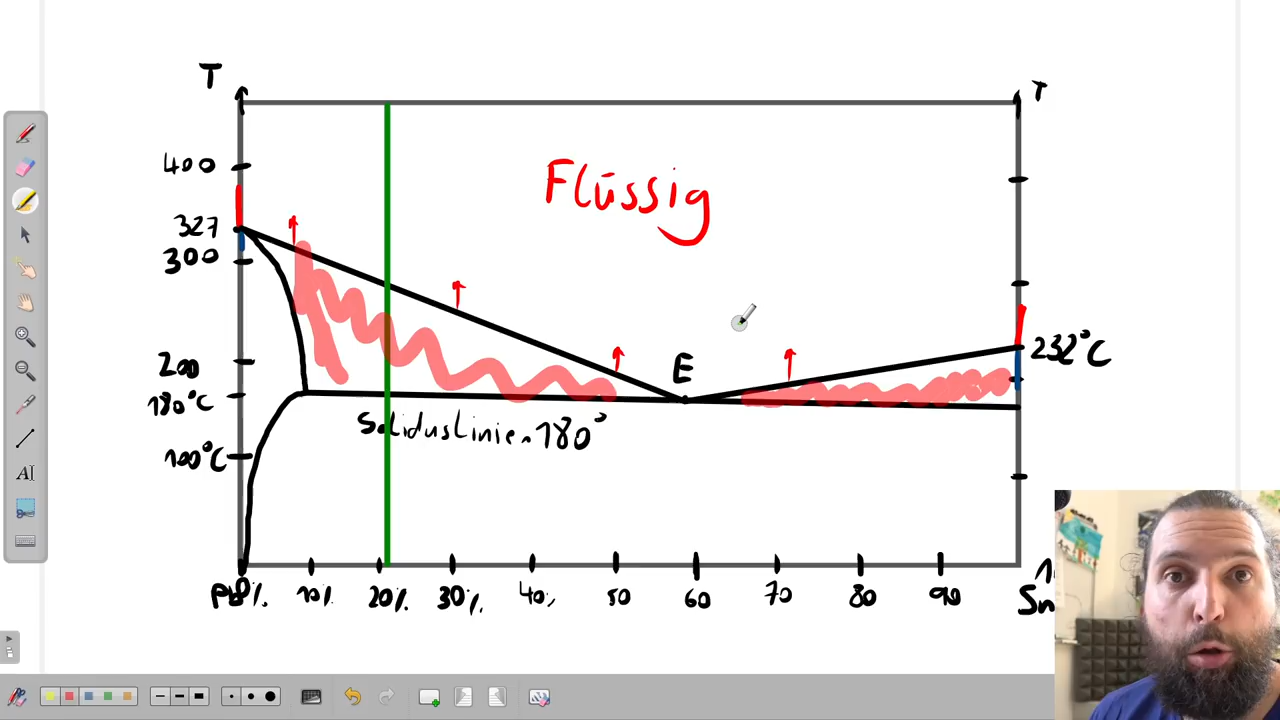 T
T
400
Flüssig
327
300
E
200
232°C
180°C
Soliduslinie 180°
100°C
Pb 0%. 10%. 20%. 30%. 40% 50 60 70 80 90
Sn
AI